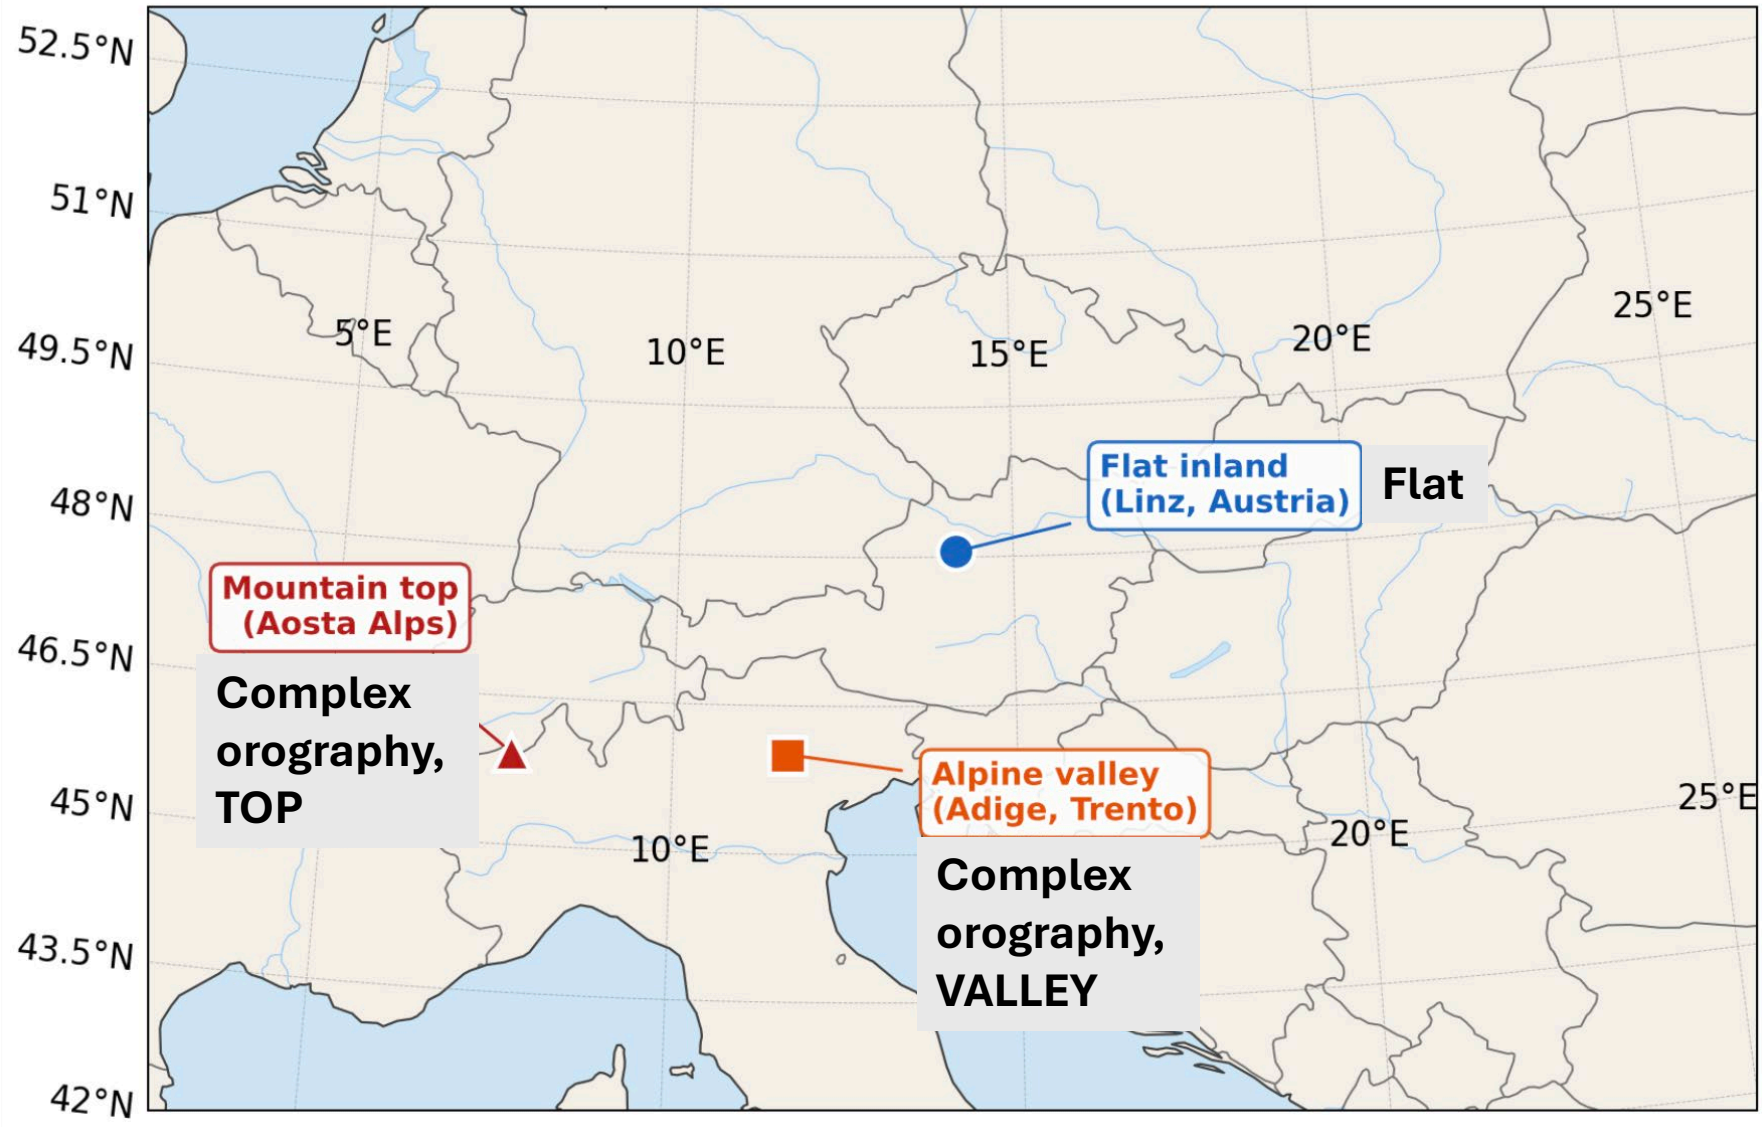 52.5°N
51°N
49.5°N
48°N
46.5°N
45°N
43.5°N
42°N
5°E
10°E
15°E
20°E
25°E
Flat inland
(Linz, Austria)
Flat
Mountain top
(Aosta Alps)
Complex
orography,
TOP
Alpine valley
(Adige, Trento)
Complex
orography,
VALLEY
10°E
20°E
25°E